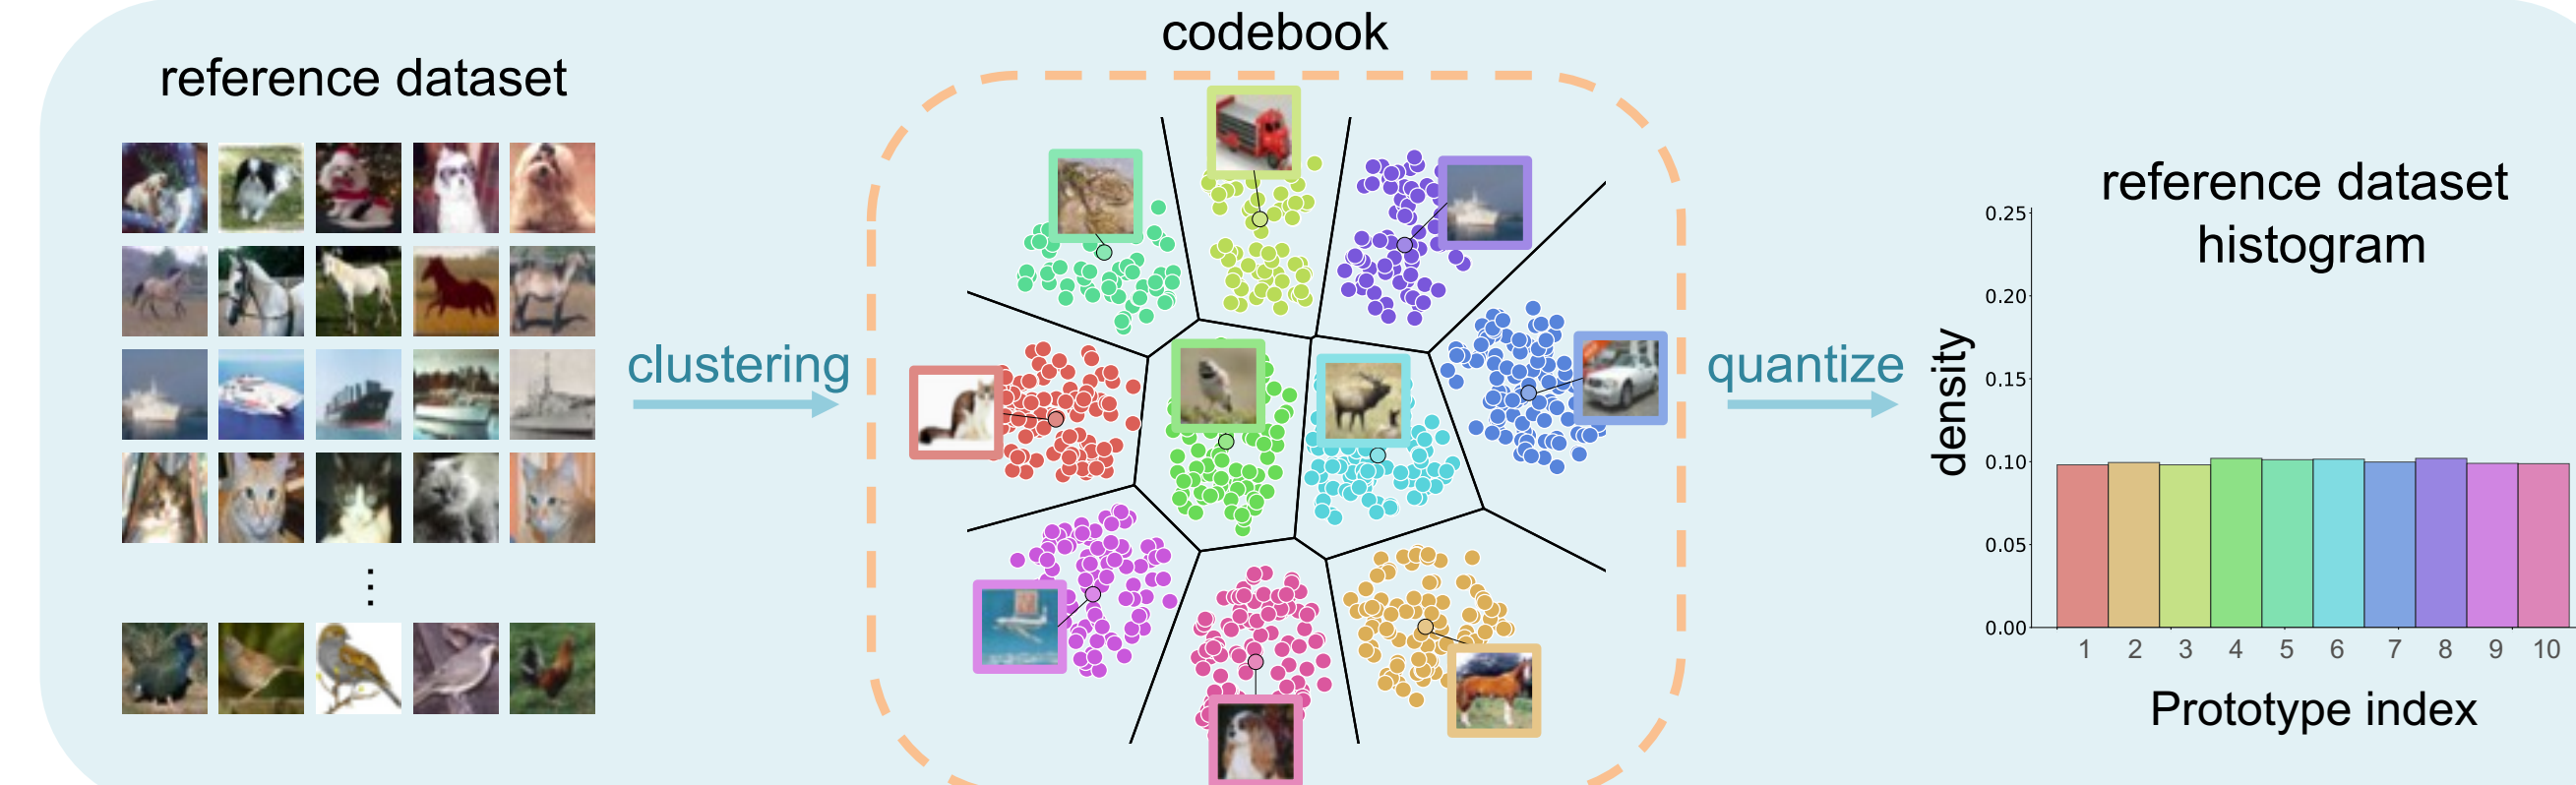 codebook
reference dataset
clustering
quantize
reference dataset
histogram
density
0.25
0.20
0.15
0.10
0.05
0.00
1 2 3 4 5 6 7 8 9 10
Prototype index